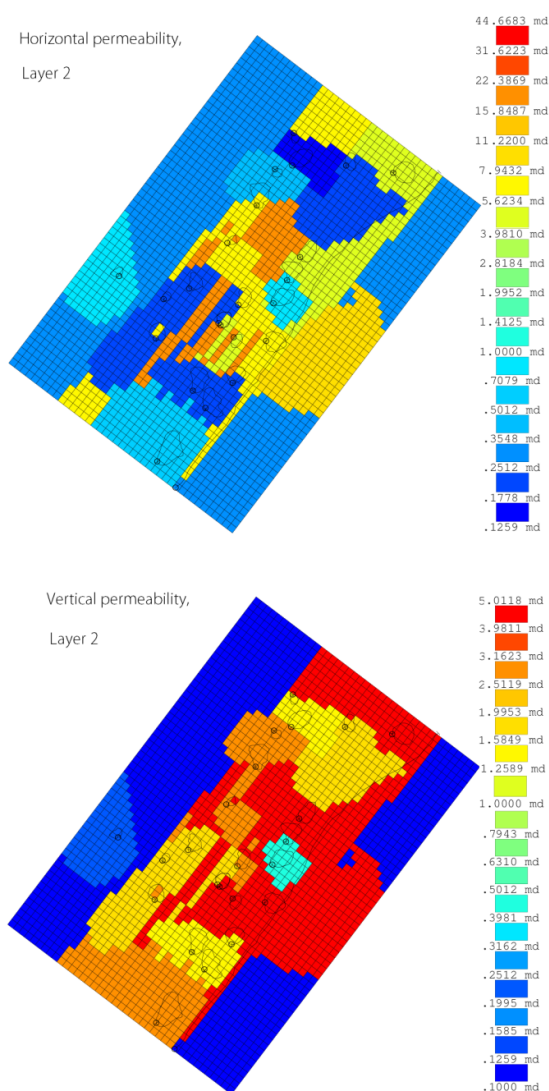 Horizontal permeability,
Layer 2
44.6683 md
31.6223 md
22.3869 md
15.8487 md
11.2200 md
7.9432 md
5.6234 md
3.9810 md
2.8184 md
1.9952 md
1.4125 md
1.0000 md
.7079 md
.5012 md
.3548 md
.2512 md
.1778 md
.1259 md
Vertical permeability,
Layer 2
5.0118 md
3.9811 md
3.1623 md
2.5119 md
1.9953 md
1.5849 md
1.2589 md
1.0000 md
.7943 md
.6310 md
.5012 md
.3981 md
.3162 md
.2512 md
.1995 md
.1585 md
.1259 md
.1000 md